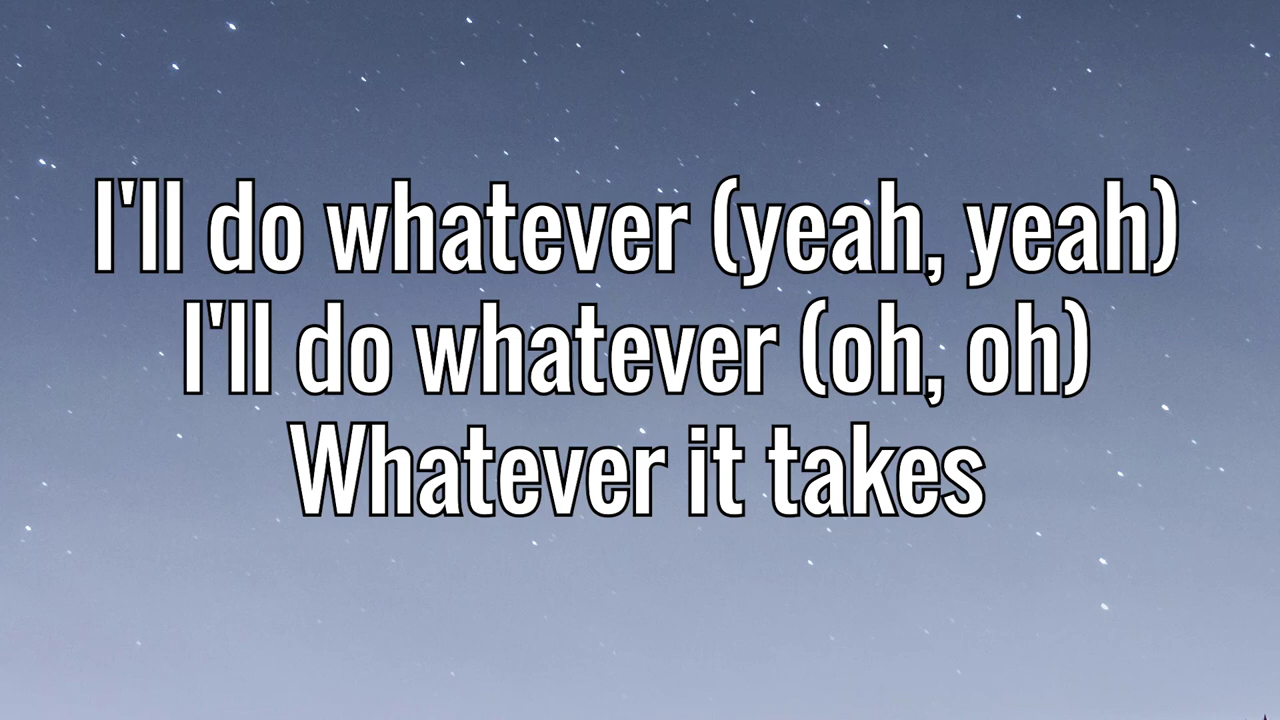 I'll do whatever (yeah, yeah)
I'll do whatever (oh, oh)
Whatever it takes